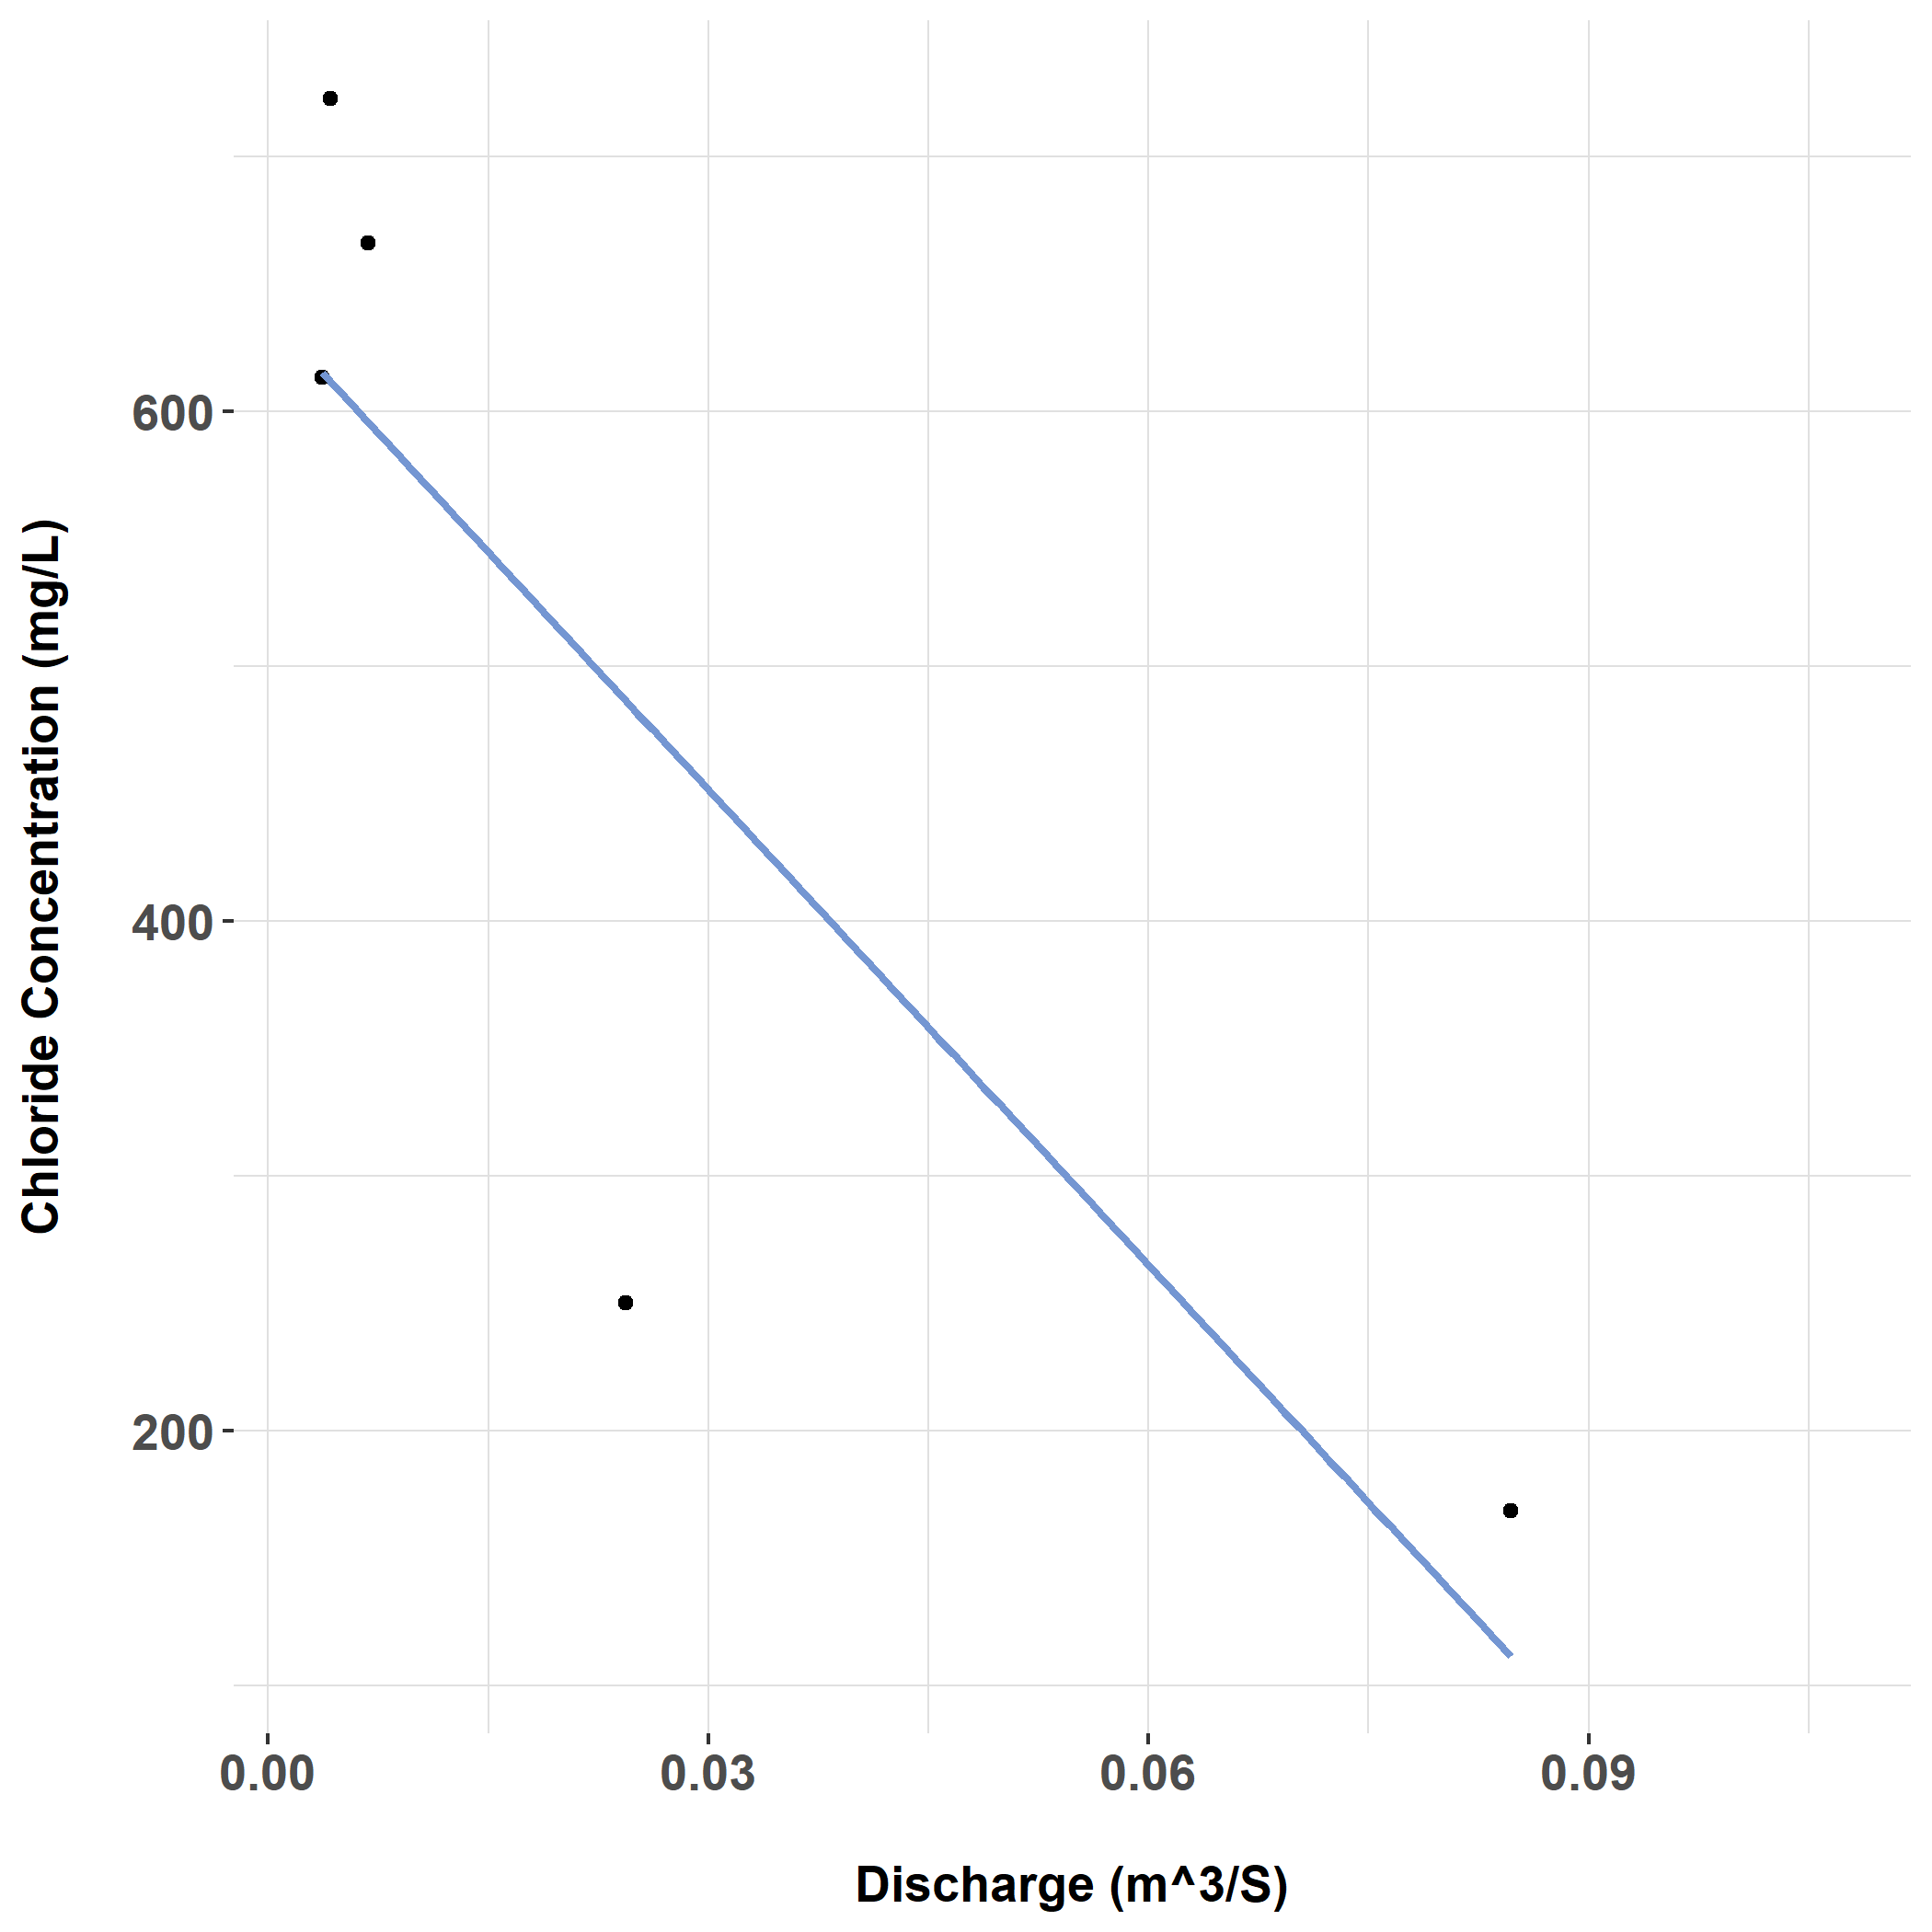 Chloride Concentration (mg/L)
600
400
200
0.00 0.03 0.06 0.09
Discharge (m^3/S)